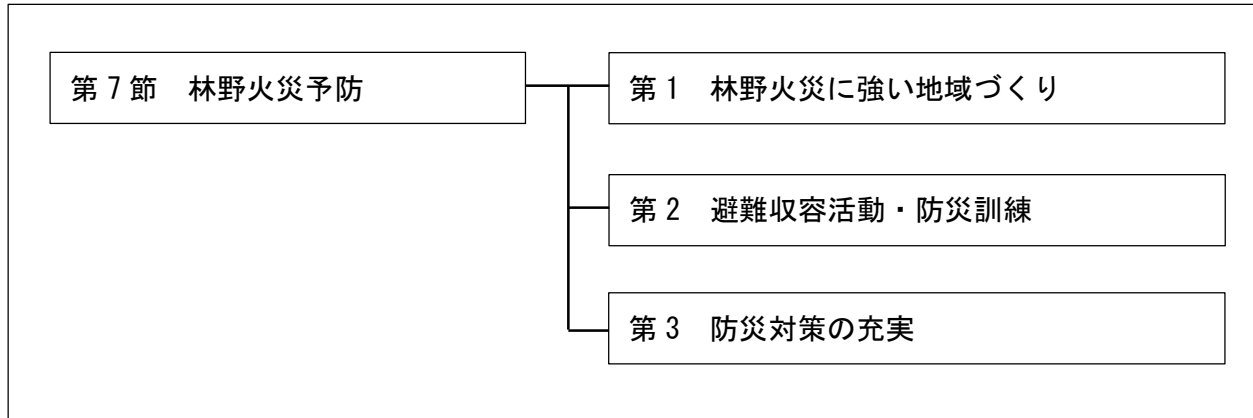 第7節　林野火災予防
第1　林野火災に強い地域づくり
第2　避難収容活動・防災訓練
第3　防災対策の充実